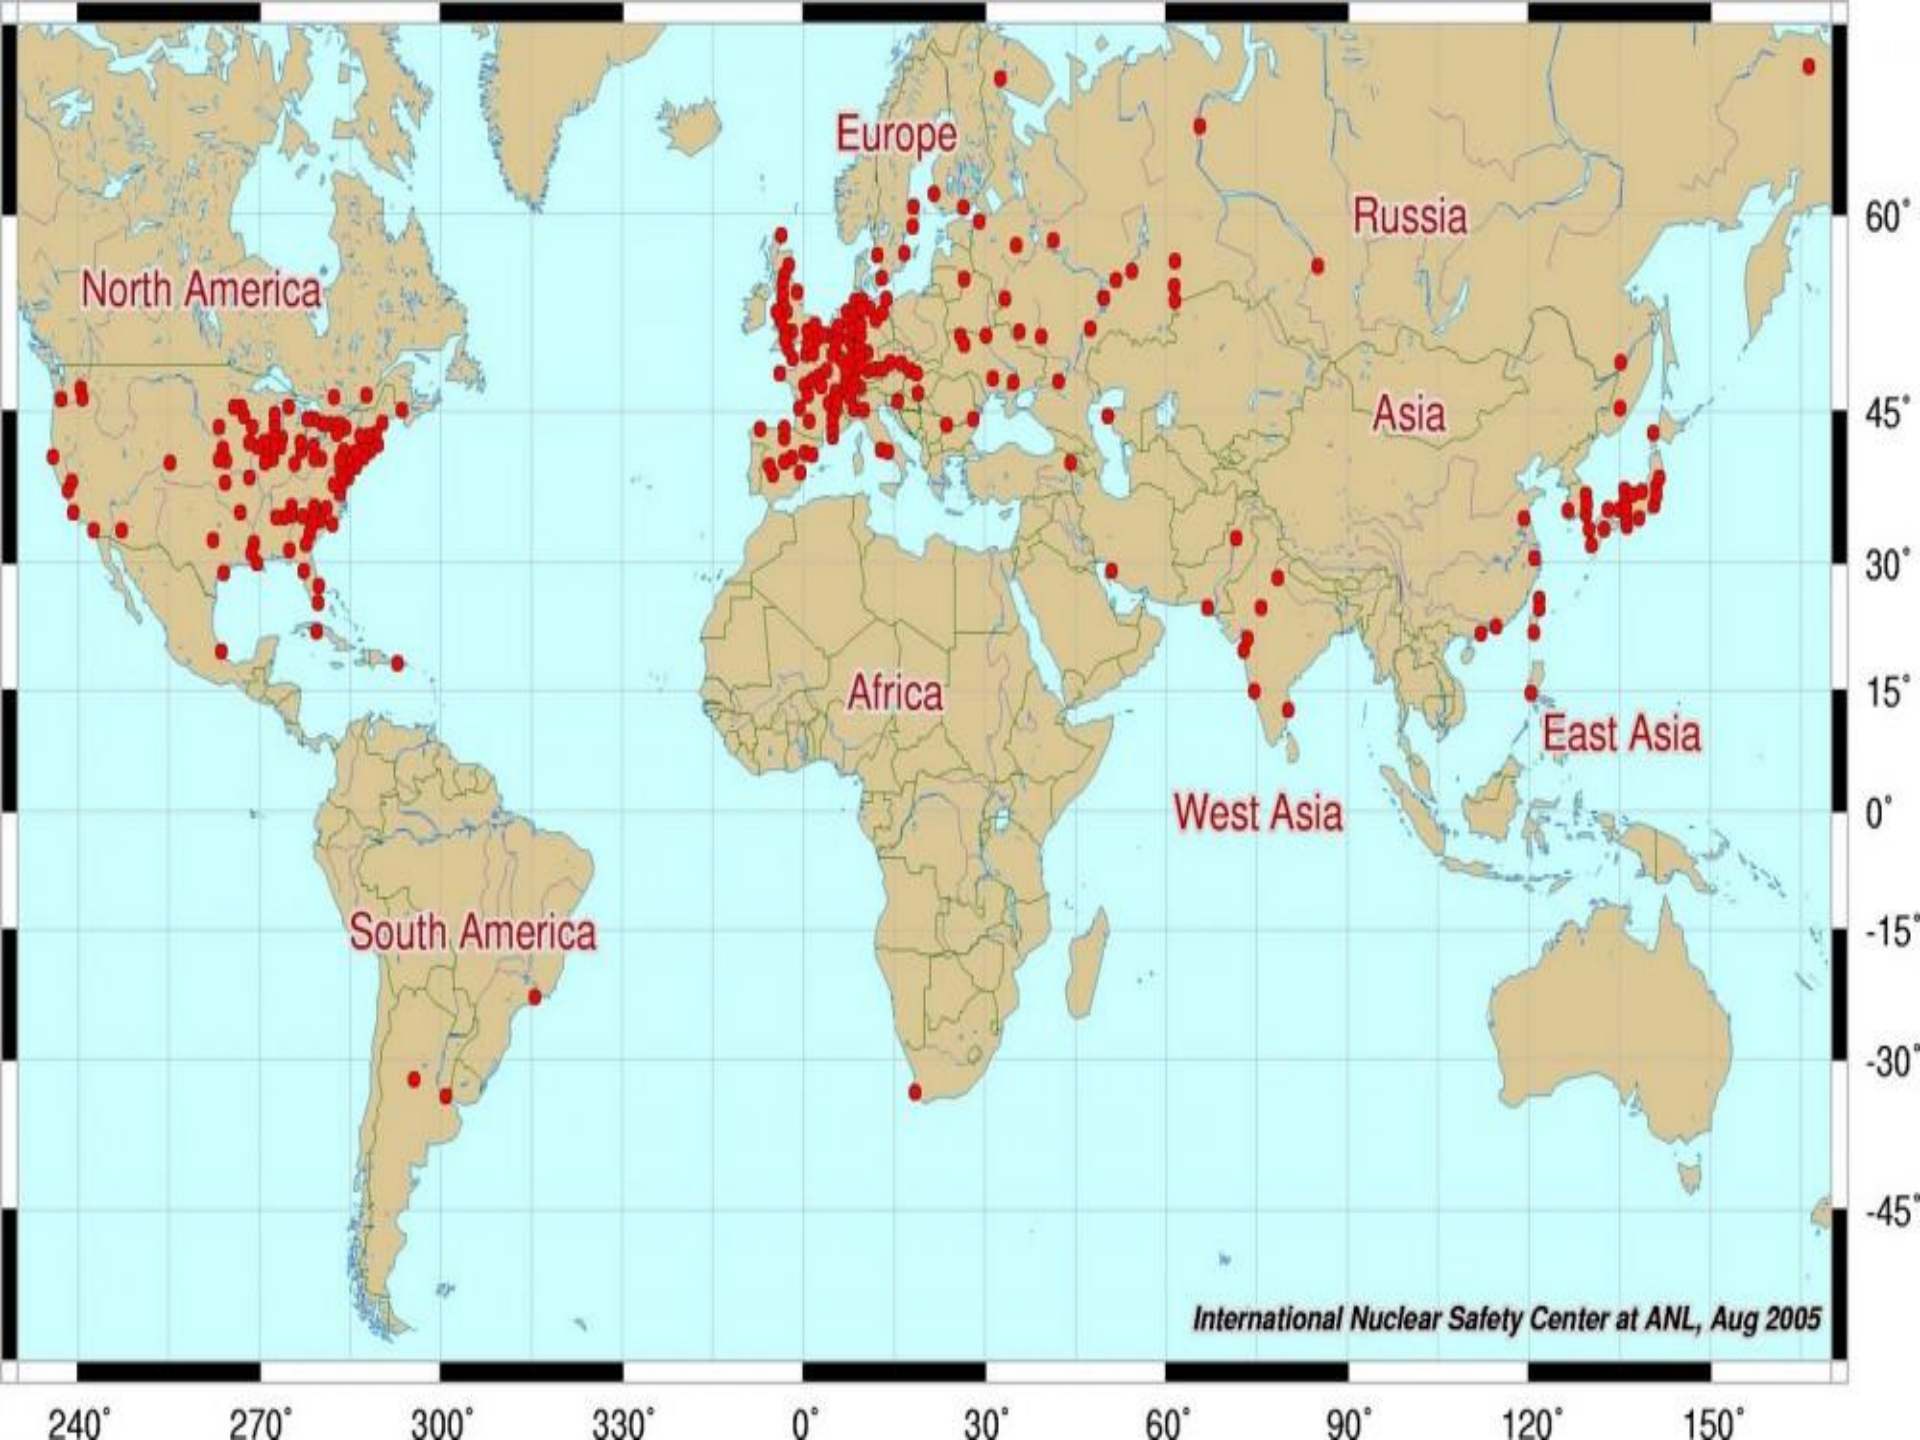 Europe
Russia
North America
Asia
Africa
East Asia
West Asia
South America
International Nuclear Safety Center at ANL, Aug 2005
60°
45°
30°
15°
0°
-15°
-30°
-45°
240° 270° 300° 330° 0° 30° 60° 90° 120° 150°